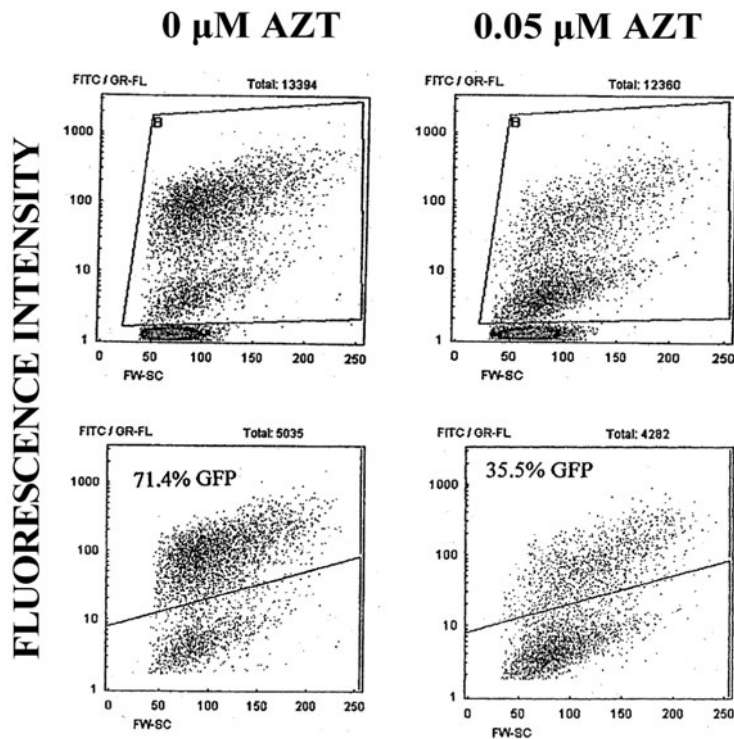 0 µM AZT 0.05 µM AZT
FLUORESCENCE INTENSITY
FITC / GR-FL Total: 13394
B
1000
100
10
1
0 50 100 150 200 250
FW-SC
FITC / GR-FL Total: 12360
B
1000
100
10
1
0 50 100 150 200 250
FW-SC
FITC / GR-FL Total: 5035
71.4% GFP
1000
100
10
1
0 50 100 150 200 250
FW-SC
FITC / GR-FL Total: 4282
35.5% GFP
1000
100
10
1
50 100 150 200 250
FW-SC